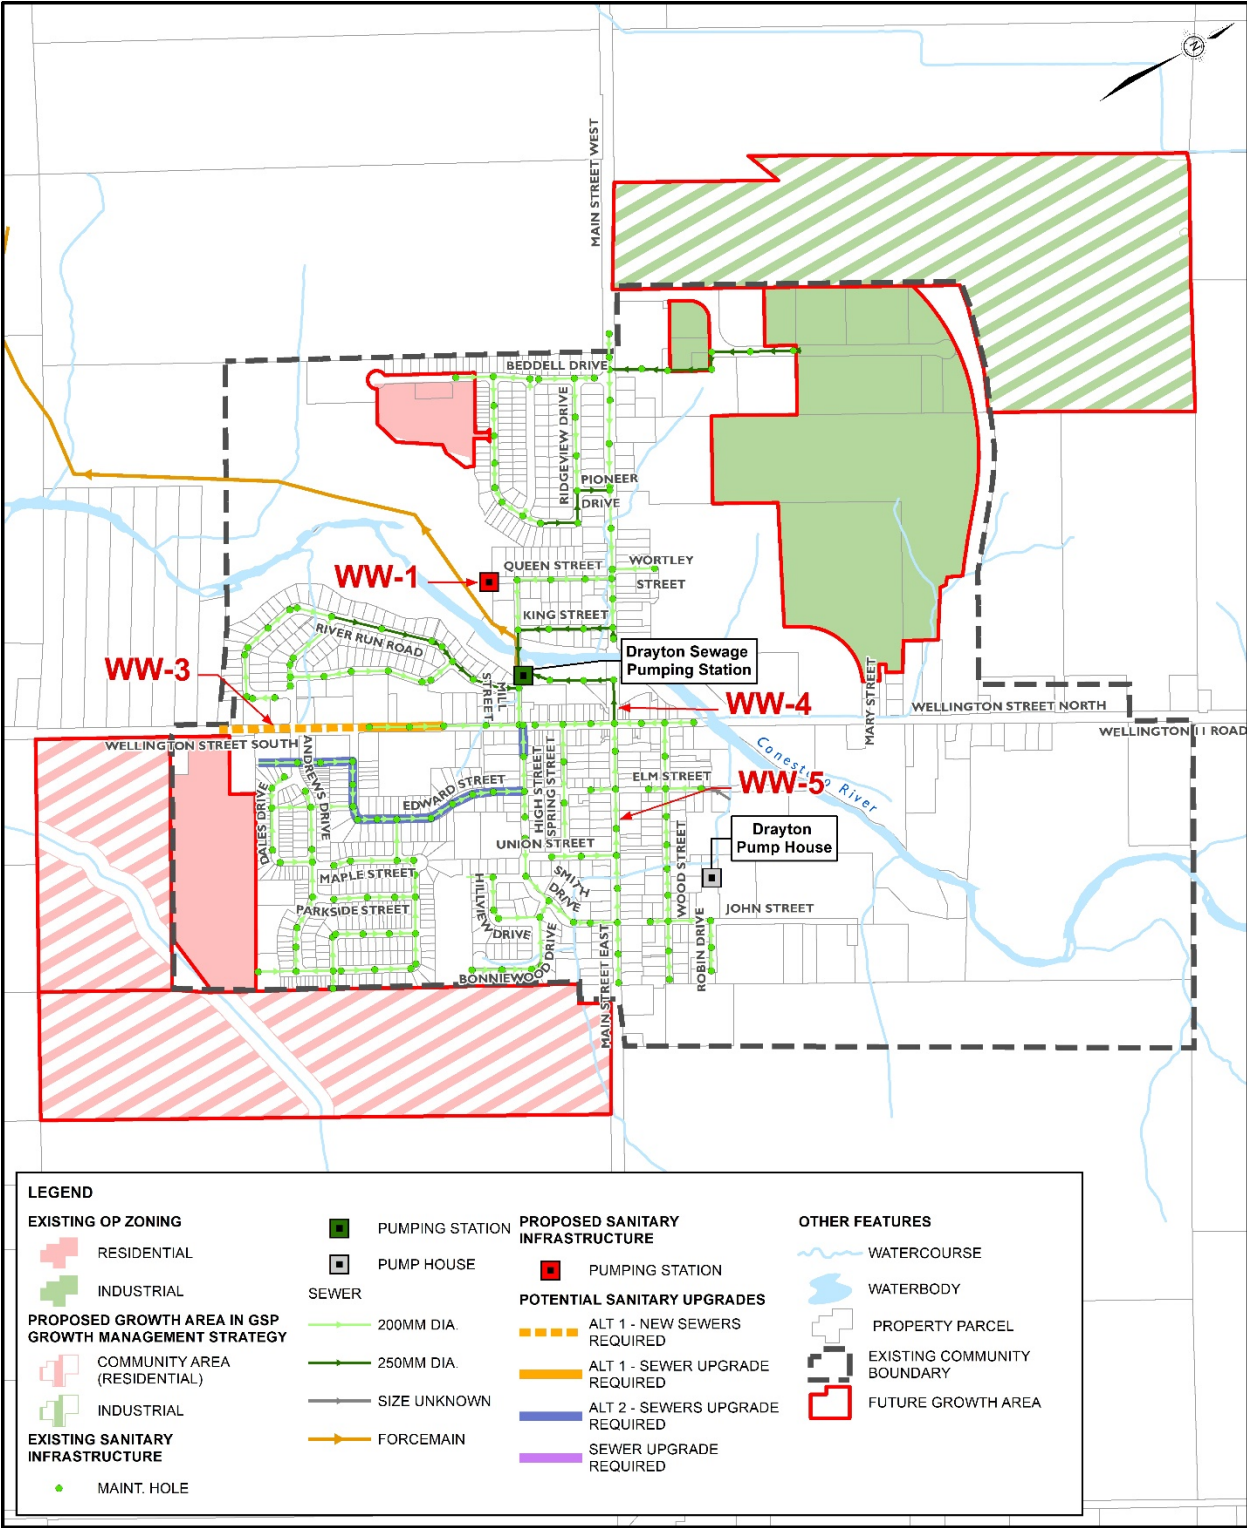 N
MAIN STREET WEST
BEDDELL DRIVE
RIDGEVIEW DRIVE
PIONEER
DRIVE
QUEEN STREET
WORTLEY
STREET
WW-1
KING STREET
RIVER RUN ROAD
Drayton Sewage
Pumping Station
WW-3
MILL
STREET
WW-4
MARY STREET
WELLINGTON STREET NORTH
WELLINGTON 11 ROAD
WELLINGTON STREET SOUTH
ANDREWS DRIVE
DALES DRIVE
EDWARD STREET
HIGH STREET
SPRING STREET
ELM STREET
Conestogo River
WW-5
UNION STREET
Drayton
Pump House
MAPLE STREET
PARKSIDE STREET
HILLVIEW
DRIVE
SMITH
DRIVE
WOOD STREET
JOHN STREET
ROBIN DRIVE
BONNIEWOOD DRIVE
MAIN STREET EAST
LEGEND
EXISTING OP ZONING
RESIDENTIAL
INDUSTRIAL
PROPOSED GROWTH AREA IN GSP
GROWTH MANAGEMENT STRATEGY
COMMUNITY AREA
(RESIDENTIAL)
INDUSTRIAL
EXISTING SANITARY
INFRASTRUCTURE
MAINT. HOLE
PUMPING STATION
PUMP HOUSE
SEWER
200MM DIA.
250MM DIA.
SIZE UNKNOWN
FORCEMAIN
PROPOSED SANITARY
INFRASTRUCTURE
PUMPING STATION
POTENTIAL SANITARY UPGRADES
ALT 1 - NEW SEWERS
REQUIRED
ALT 1 - SEWER UPGRADE
REQUIRED
ALT 2 - SEWERS UPGRADE
REQUIRED
SEWER UPGRADE
REQUIRED
OTHER FEATURES
WATERCOURSE
WATERBODY
PROPERTY PARCEL
EXISTING COMMUNITY
BOUNDARY
FUTURE GROWTH AREA